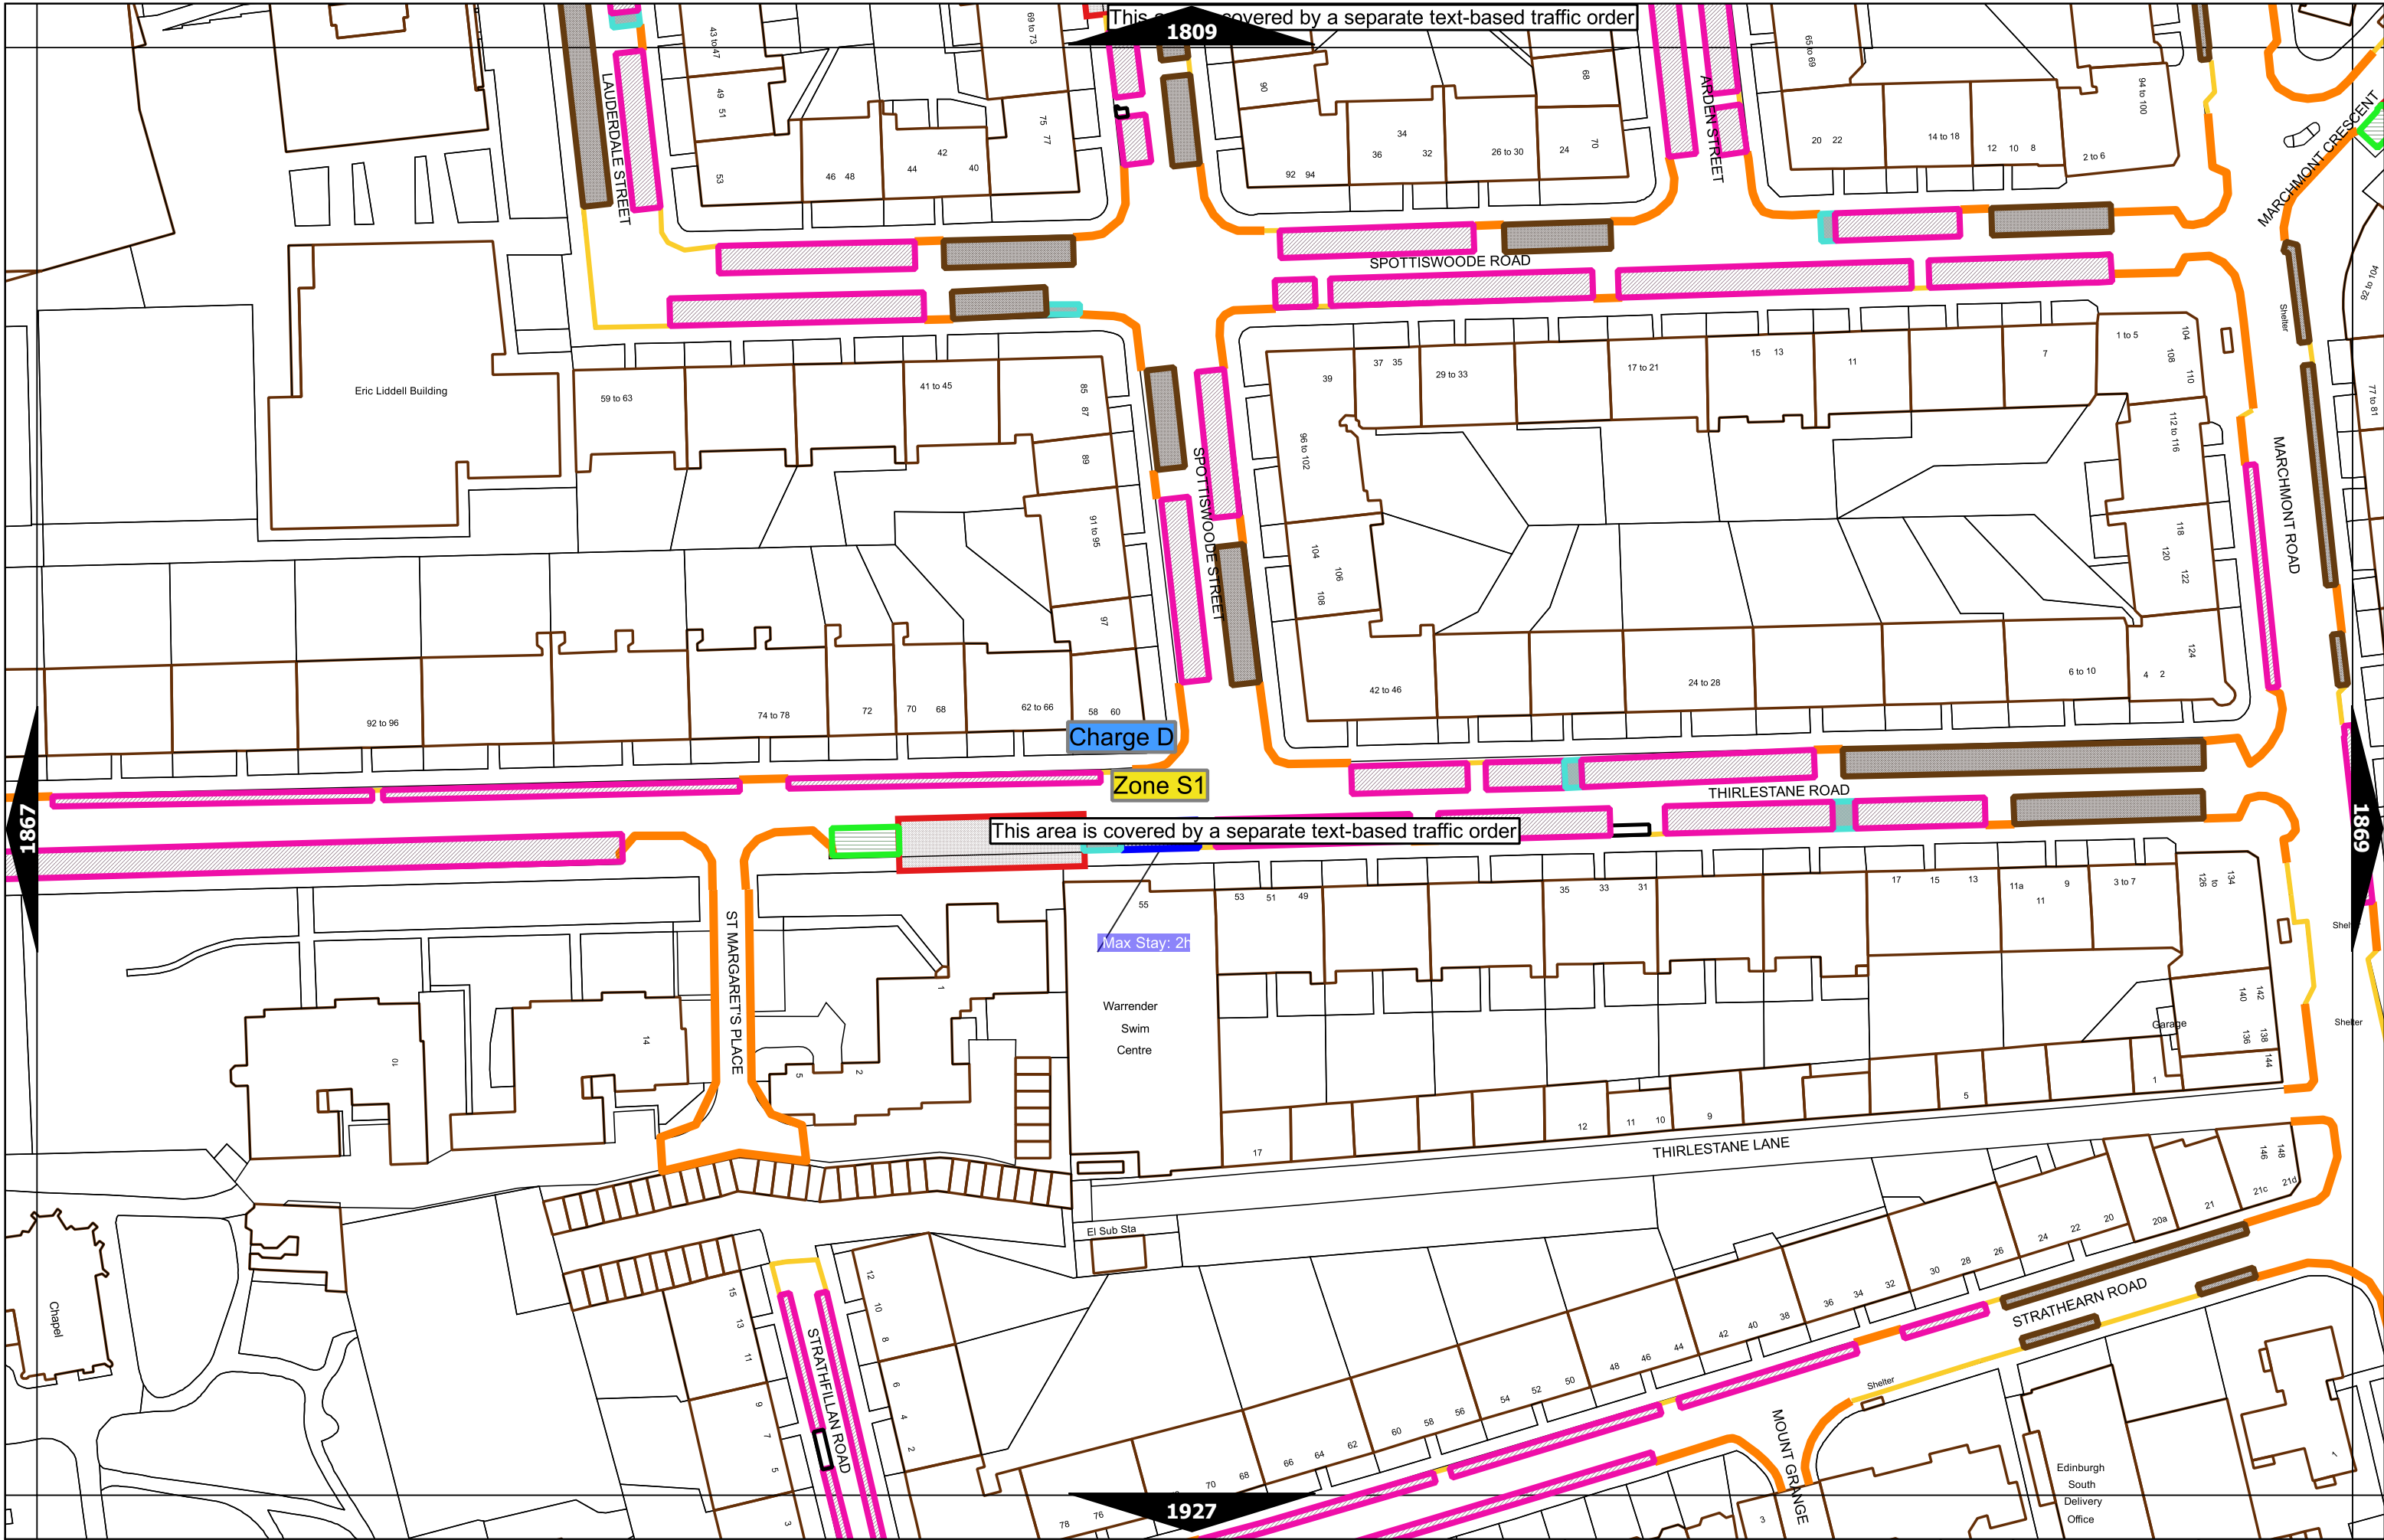 This a
covered by a separate text-based traffic order
1809
43 to 47
69 to 73
65 to 69
94 to 100
49
51
53
46
48
44
42
40
75
77
90
92
94
34
36
32
26 to 30
24
68
70
20
22
14 to 18
12
10
8
2 to 6
LAUDERDALE STREET
ARDEN STREET
MARCHMONT CRESCENT
SPOTTISWOODE ROAD
92 to 104
Shelter
Eric Liddell Building
59 to 63
41 to 45
85
87
89
91 to 95
97
39
37
35
29 to 33
17 to 21
15
13
11
7
1 to 5
104
108
110
112 to 116
118
120
122
124
77 to 81
96 to 102
104
106
108
SPOTTISWOODE STREET
MARCHMONT ROAD
92 to 96
74 to 78
72
70
68
62 to 66
58
60
42 to 46
24 to 28
6 to 10
4
2
Charge D
Zone S1
THIRLESTANE ROAD
1867
1869
This area is covered by a separate text-based traffic order
55
53
51
49
35
33
31
17
15
13
11a
11
9
3 to 7
126
to
134
Max Stay: 2h
ST MARGARET'S PLACE
Warrender
Swim
Centre
10
14
1
2
5
140
142
136
138
144
Garage
Shelter
17
12
11
10
9
5
1
THIRLESTANE LANE
El Sub Sta
146
148
21c
21d
21
20a
20
22
24
26
28
30
32
34
36
38
40
42
44
46
48
50
52
54
56
58
60
62
64
66
68
70
76
78
STRATHEARN ROAD
Chapel
15
13
11
9
7
5
3
12
10
8
6
4
2
STRATHFILLAN ROAD
Shelter
MOUNT GRANGE
3
1
Edinburgh
South
Delivery
Office
1927